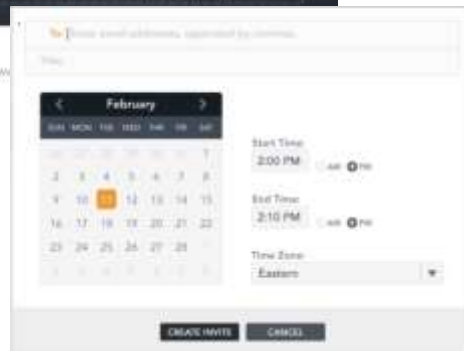 To: Enter email addresses, separated by commas
Title
February
SUN MON TUE WED THU FRI SAT
1
2 3 4 5 6 7 8
9 10 11 12 13 14 15
16 17 18 19 20 21 22
23 24 25 26 27 28
Start Time
2:00 PM AM PM
End Time
2:10 PM AM PM
Time Zone
Eastern
CREATE INVITE CANCEL